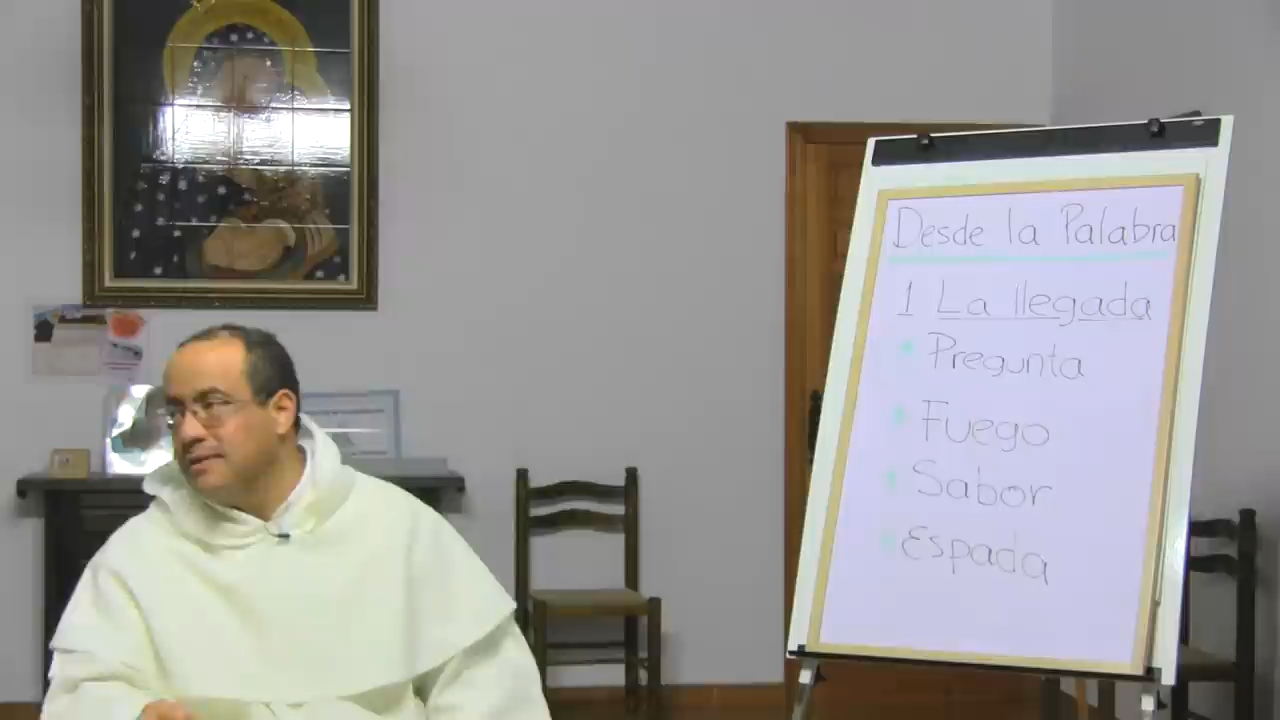 Desde la Palabra
1 La llegada
Pregunta
Fuego
Sabor
Espada